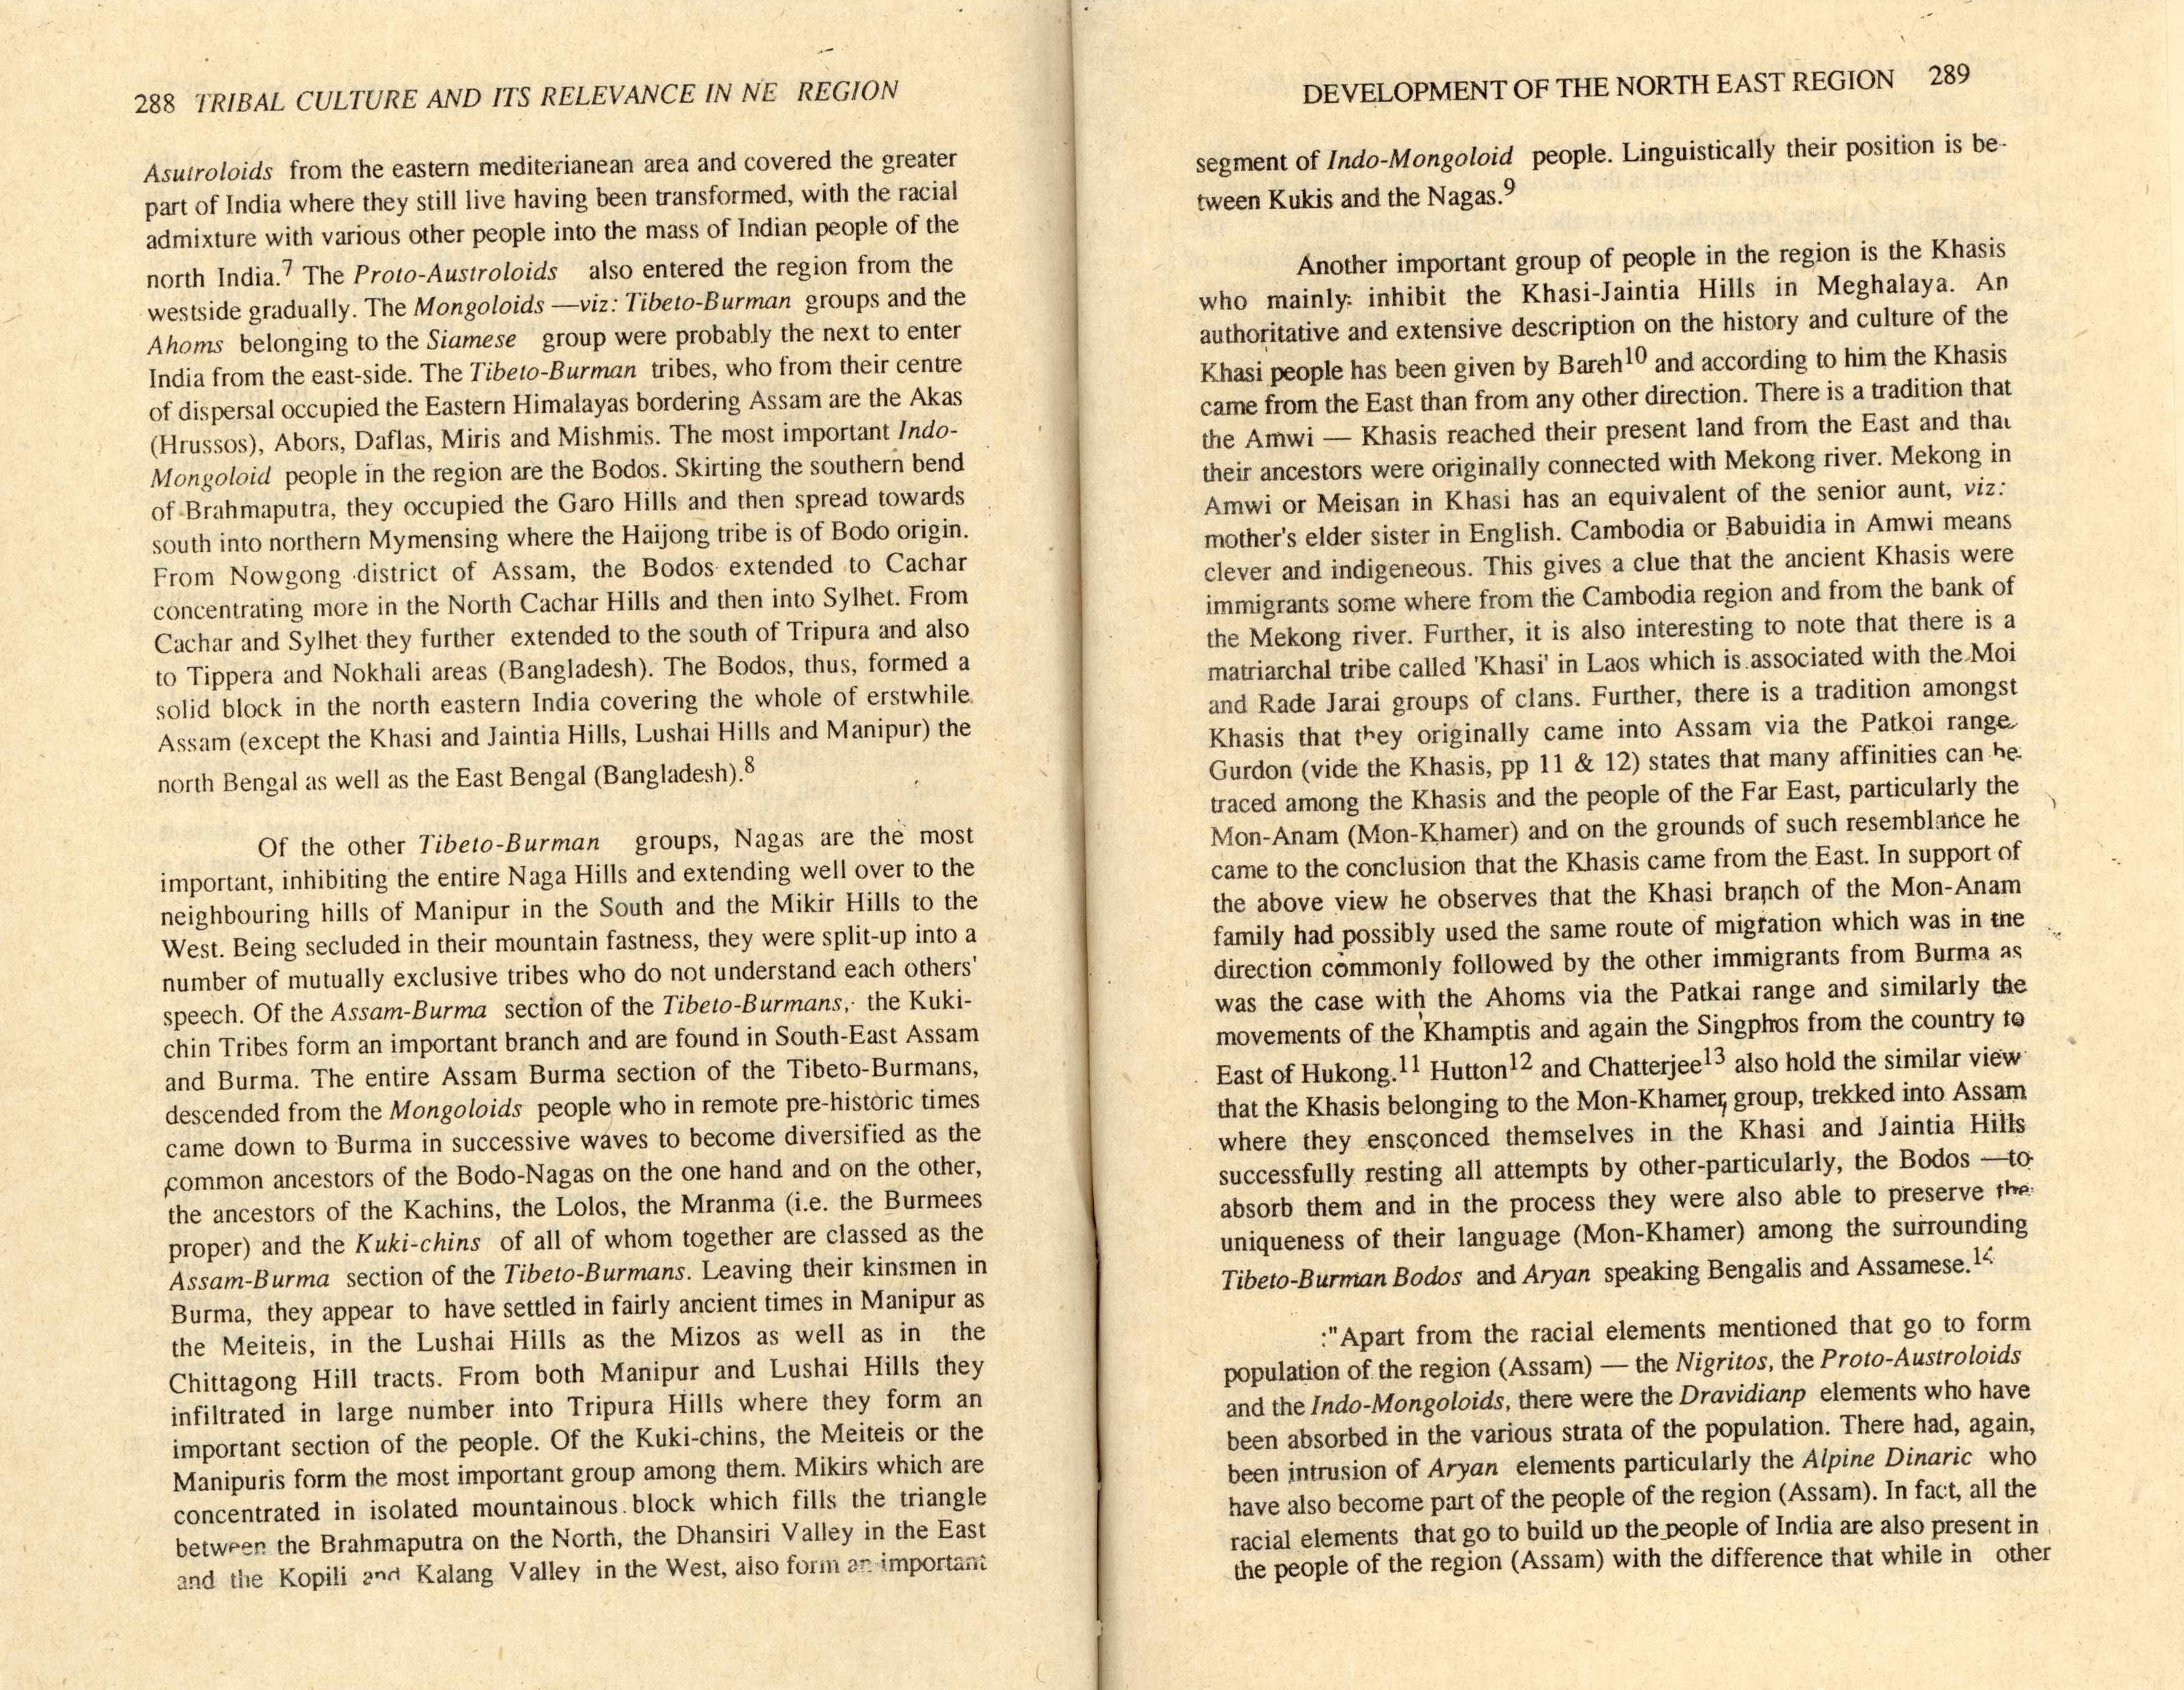 288 TRIBAL CULTURE AND ITS RELEVANCE IN NE REGION
Asutroloids from the eastern mediterianean area and covered the greater
part of India where they still live having been transformed, with the racial
admixture with various other people into the mass of Indian people of the
north India.7 The Proto-Austroloids also entered the region from the
westside gradually. The Mongoloids —viz: Tibeto-Burman groups and the
Ahoms belonging to the Siamese group were probably the next to enter
India from the east-side. The Tibeto-Burman tribes, who from their centre
of dispersal occupied the Eastern Himalayas bordering Assam are the Akas
(Hrussos), Abors, Daflas, Miris and Mishmis. The most important Indo-
Mongoloid people in the region are the Bodos. Skirting the southern bend
of Brahmaputra, they occupied the Garo Hills and then spread towards
south into northern Mymensing where the Haijong tribe is of Bodo origin.
From Nowgong district of Assam, the Bodos extended to Cachar
concentrating more in the North Cachar Hills and then into Sylhet. From
Cachar and Sylhet they further extended to the south of Tripura and also
to Tippera and Nokhali areas (Bangladesh). The Bodos, thus, formed a
solid block in the north eastern India covering the whole of erstwhile
Assam (except the Khasi and Jaintia Hills, Lushai Hills and Manipur) the
north Bengal as well as the East Bengal (Bangladesh).8
Of the other Tibeto-Burman groups, Nagas are the most
important, inhibiting the entire Naga Hills and extending well over to the
neighbouring hills of Manipur in the South and the Mikir Hills to the
West. Being secluded in their mountain fastness, they were split-up into a
number of mutually exclusive tribes who do not understand each others'
speech. Of the Assam-Burma section of the Tibeto-Burmans, the Kuki-
chin Tribes form an important branch and are found in South-East Assam
and Burma. The entire Assam Burma section of the Tibeto-Burmans,
descended from the Mongoloids people who in remote pre-historic times
came down to Burma in successive waves to become diversified as the
common ancestors of the Bodo-Nagas on the one hand and on the other,
the ancestors of the Kachins, the Lolos, the Mranma (i.e. the Burmees
proper) and the Kuki-chins of all of whom together are classed as the
Assam-Burma section of the Tibeto-Burmans. Leaving their kinsmen in
Burma, they appear to have settled in fairly ancient times in Manipur as
the Meiteis, in the Lushai Hills as the Mizos as well as in the
Chittagong Hill tracts. From both Manipur and Lushai Hills they
infiltrated in large number into Tripura Hills where they form an
important section of the people. Of the Kuki-chins, the Meiteis or the
Manipuris form the most important group among them. Mikirs which are
concentrated in isolated mountainous block which fills the triangle
between the Brahmaputra on the North, the Dhansiri Valley in the East
and the Kopili and Kalang Valley in the West, also form an important
DEVELOPMENT OF THE NORTH EAST REGION 289
segment of Indo-Mongoloid people. Linguistically their position is be-
tween Kukis and the Nagas.9
Another important group of people in the region is the Khasis
who mainly: inhibit the Khasi-Jaintia Hills in Meghalaya. An
authoritative and extensive description on the history and culture of the
Khasi people has been given by Bareh10 and according to him the Khasis
came from the East than from any other direction. There is a tradition that
the Amwi — Khasis reached their present land from the East and that
their ancestors were originally connected with Mekong river. Mekong in
Amwi or Meisan in Khasi has an equivalent of the senior aunt, viz:
mother's elder sister in English. Cambodia or Babuidia in Amwi means
clever and indigeneous. This gives a clue that the ancient Khasis were
immigrants some where from the Cambodia region and from the bank of
the Mekong river. Further, it is also interesting to note that there is a
matriarchal tribe called 'Khasi' in Laos which is associated with the Moi
and Rade Jarai groups of clans. Further, there is a tradition amongst
Khasis that they originally came into Assam via the Patkoi range
Gurdon (vide the Khasis, pp 11 & 12) states that many affinities can be
traced among the Khasis and the people of the Far East, particularly the
Mon-Anam (Mon-Khamer) and on the grounds of such resemblance he
came to the conclusion that the Khasis came from the East. In support of
the above view he observes that the Khasi branch of the Mon-Anam
family had possibly used the same route of migration which was in the
direction commonly followed by the other immigrants from Burma as
was the case with the Ahoms via the Patkai range and similarly the
movements of the Khamptis and again the Singphos from the country to
East of Hukong.11 Hutton12 and Chatterjee13 also hold the similar view
that the Khasis belonging to the Mon-Khamer group, trekked into Assam
where they ensconced themselves in the Khasi and Jaintia Hills
successfully resting all attempts by other-particularly, the Bodos —to
absorb them and in the process they were also able to preserve the
uniqueness of their language (Mon-Khamer) among the surrounding
Tibeto-Burman Bodos and Aryan speaking Bengalis and Assamese.14
:"Apart from the racial elements mentioned that go to form
population of the region (Assam) — the Nigritos, the Proto-Austroloids
and the Indo-Mongoloids, there were the Dravidianp elements who have
been absorbed in the various strata of the population. There had, again,
been intrusion of Aryan elements particularly the Alpine Dinaric who
have also become part of the people of the region (Assam). In fact, all the
racial elements that go to build up the people of India are also present in
the people of the region (Assam) with the difference that while in other